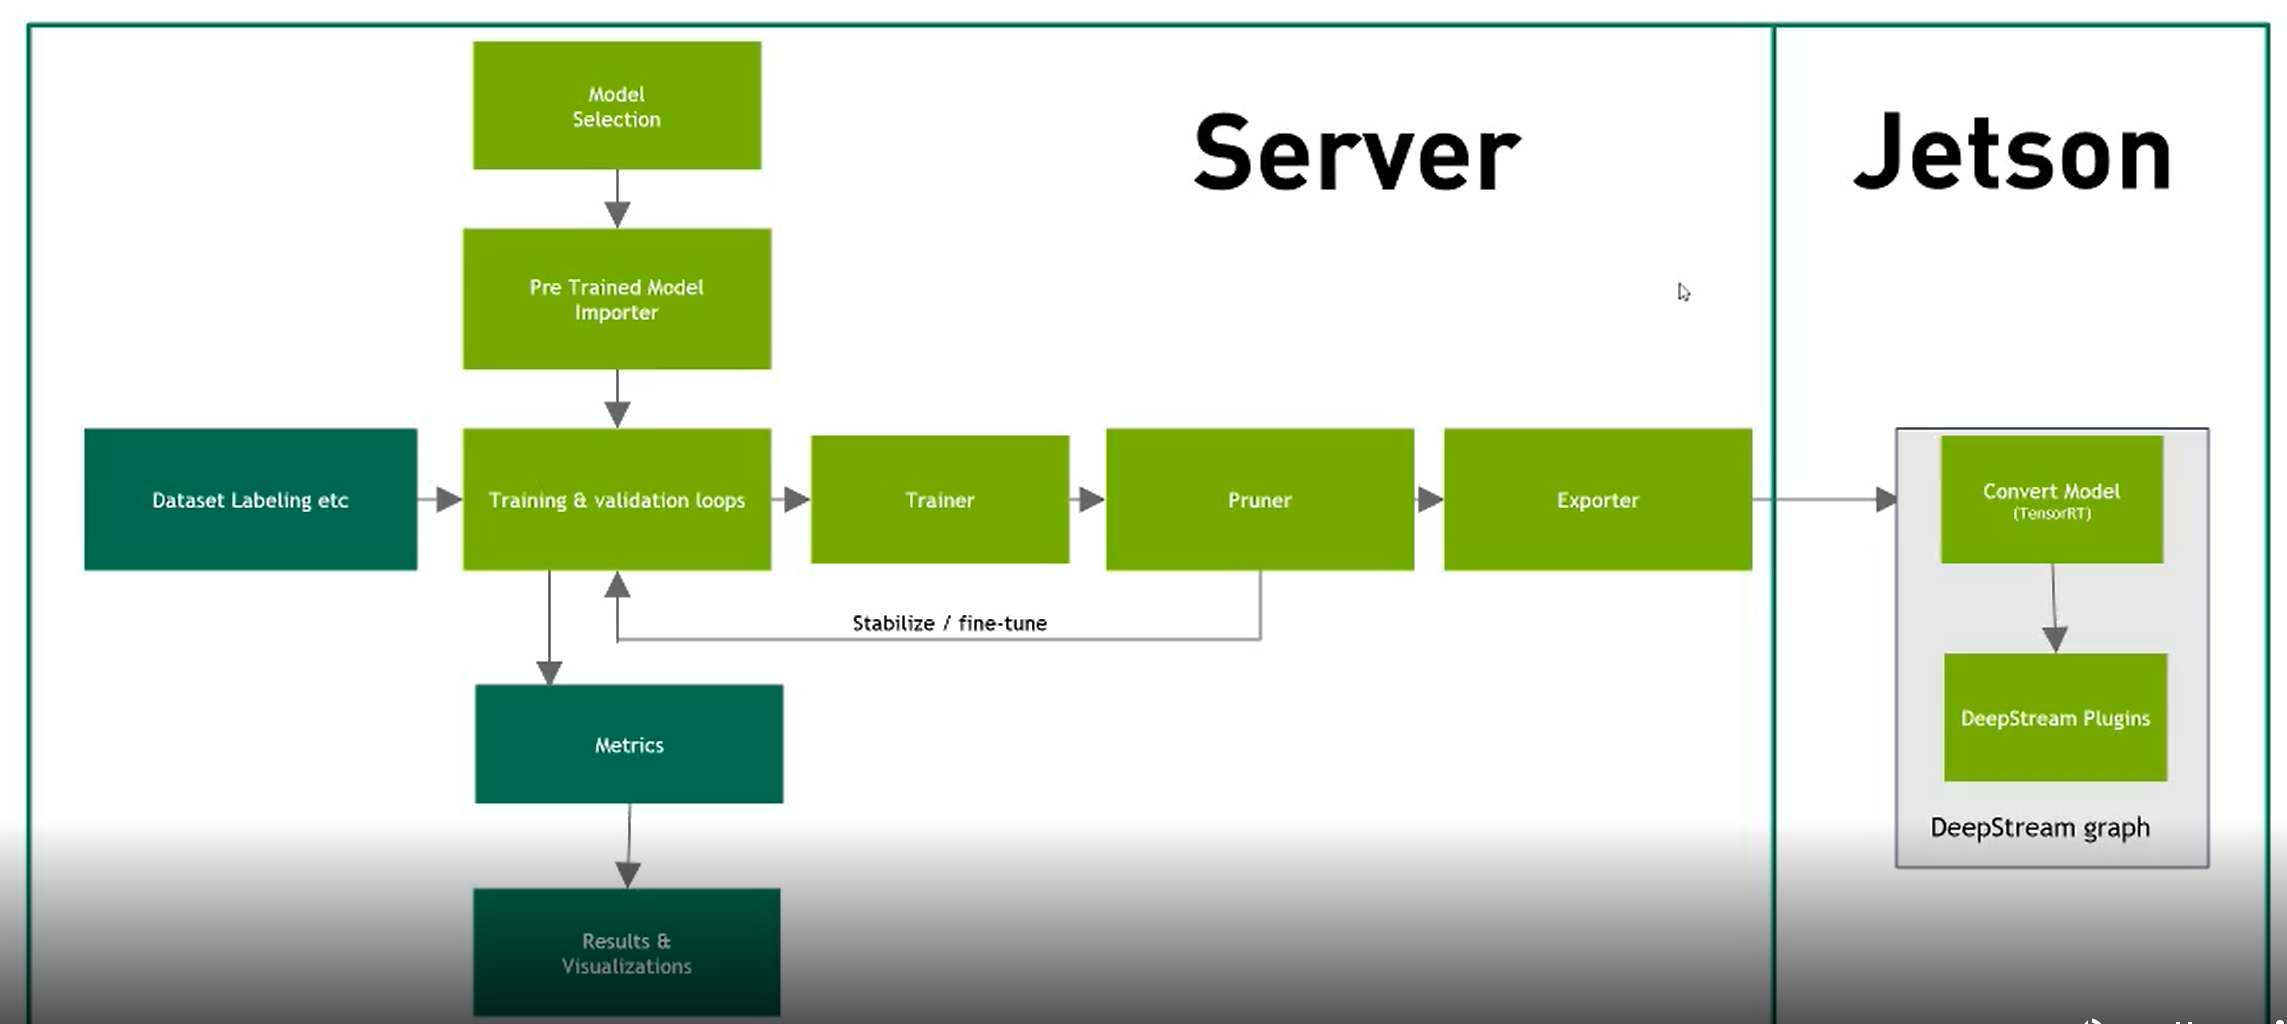 Model
Selection
Server
Jetson
Pre Trained Model
Importer
Dataset Labeling etc
Training & validation loops
Trainer
Pruner
Exporter
Convert Model
(TensorRT)
Stabilize / fine-tune
Metrics
DeepStream Plugins
DeepStream graph
Results &
Visualizations